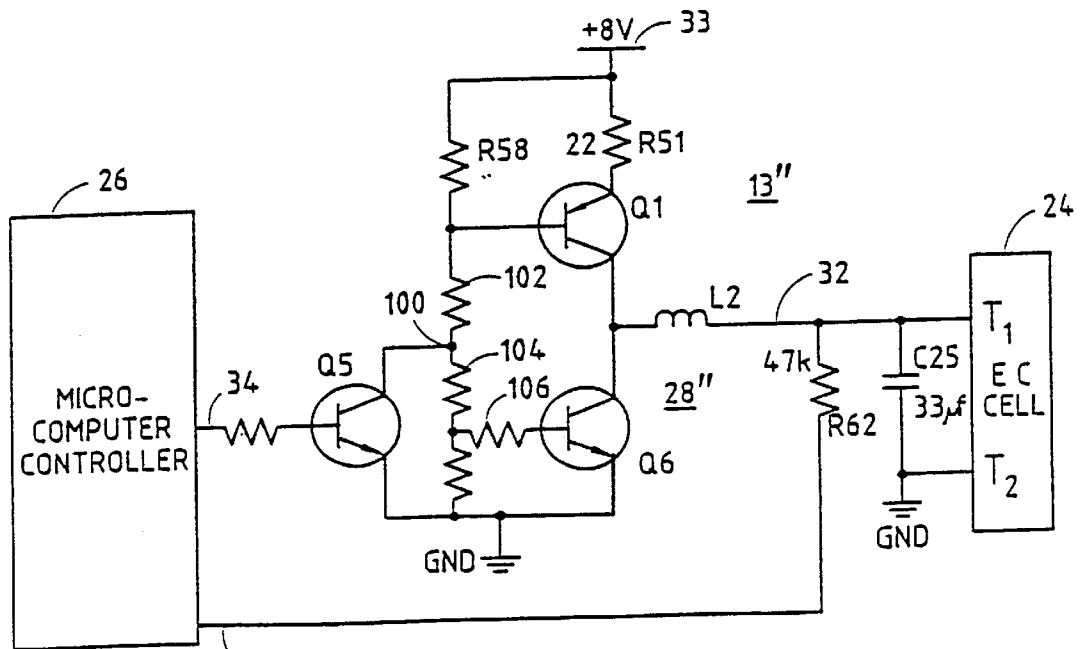 +8V
33
R58
22
R51
13"
26
Q1
24
102
32
L2
100
T1
104
Q5
47k
C25
34
106
28"
E C
CELL
MICRO-
COMPUTER
CONTROLLER
33µf
R62
Q6
T2
GND
GND